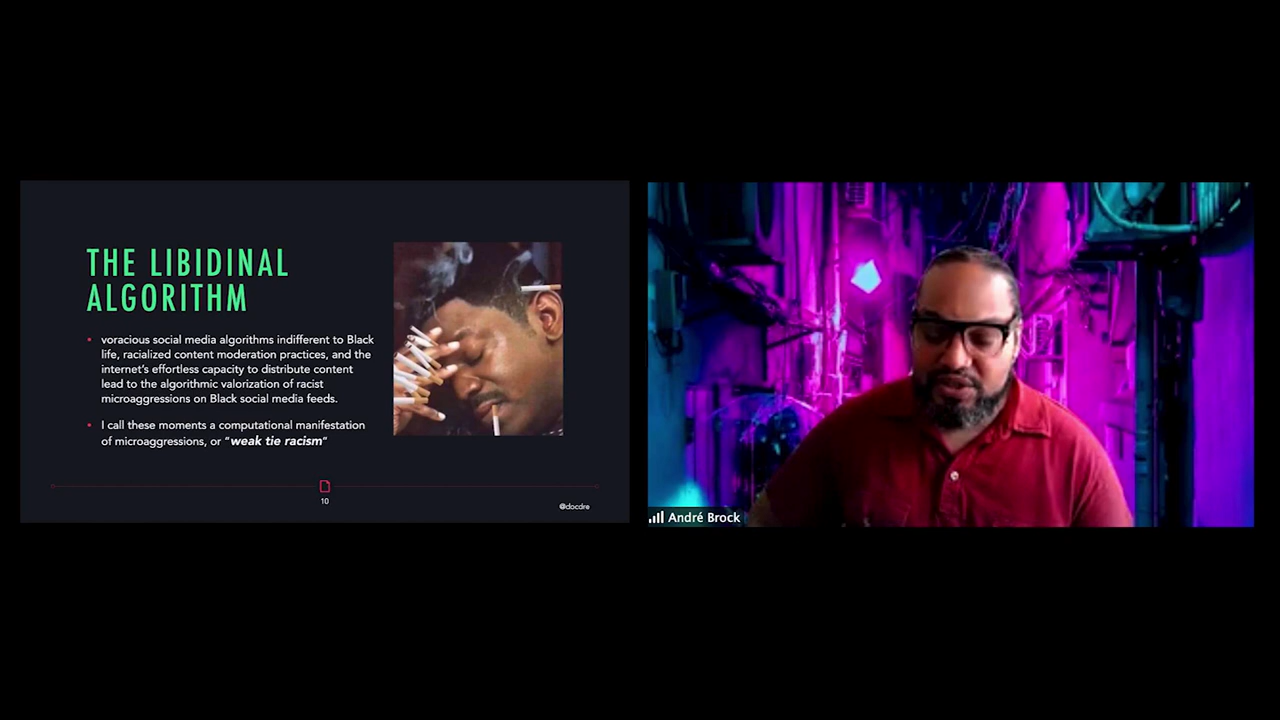 THE LIBIDINAL
ALGORITHM
voracious social media algorithms indifferent to Black
life, racialized content moderation practices, and the
internet's effortless capacity to distribute content
lead to the algorithmic valorization of racist
microaggressions on Black social media feeds.
I call these moments a computational manifestation
of microaggressions, or "weak tie racism"
10
@docdre
André Brock